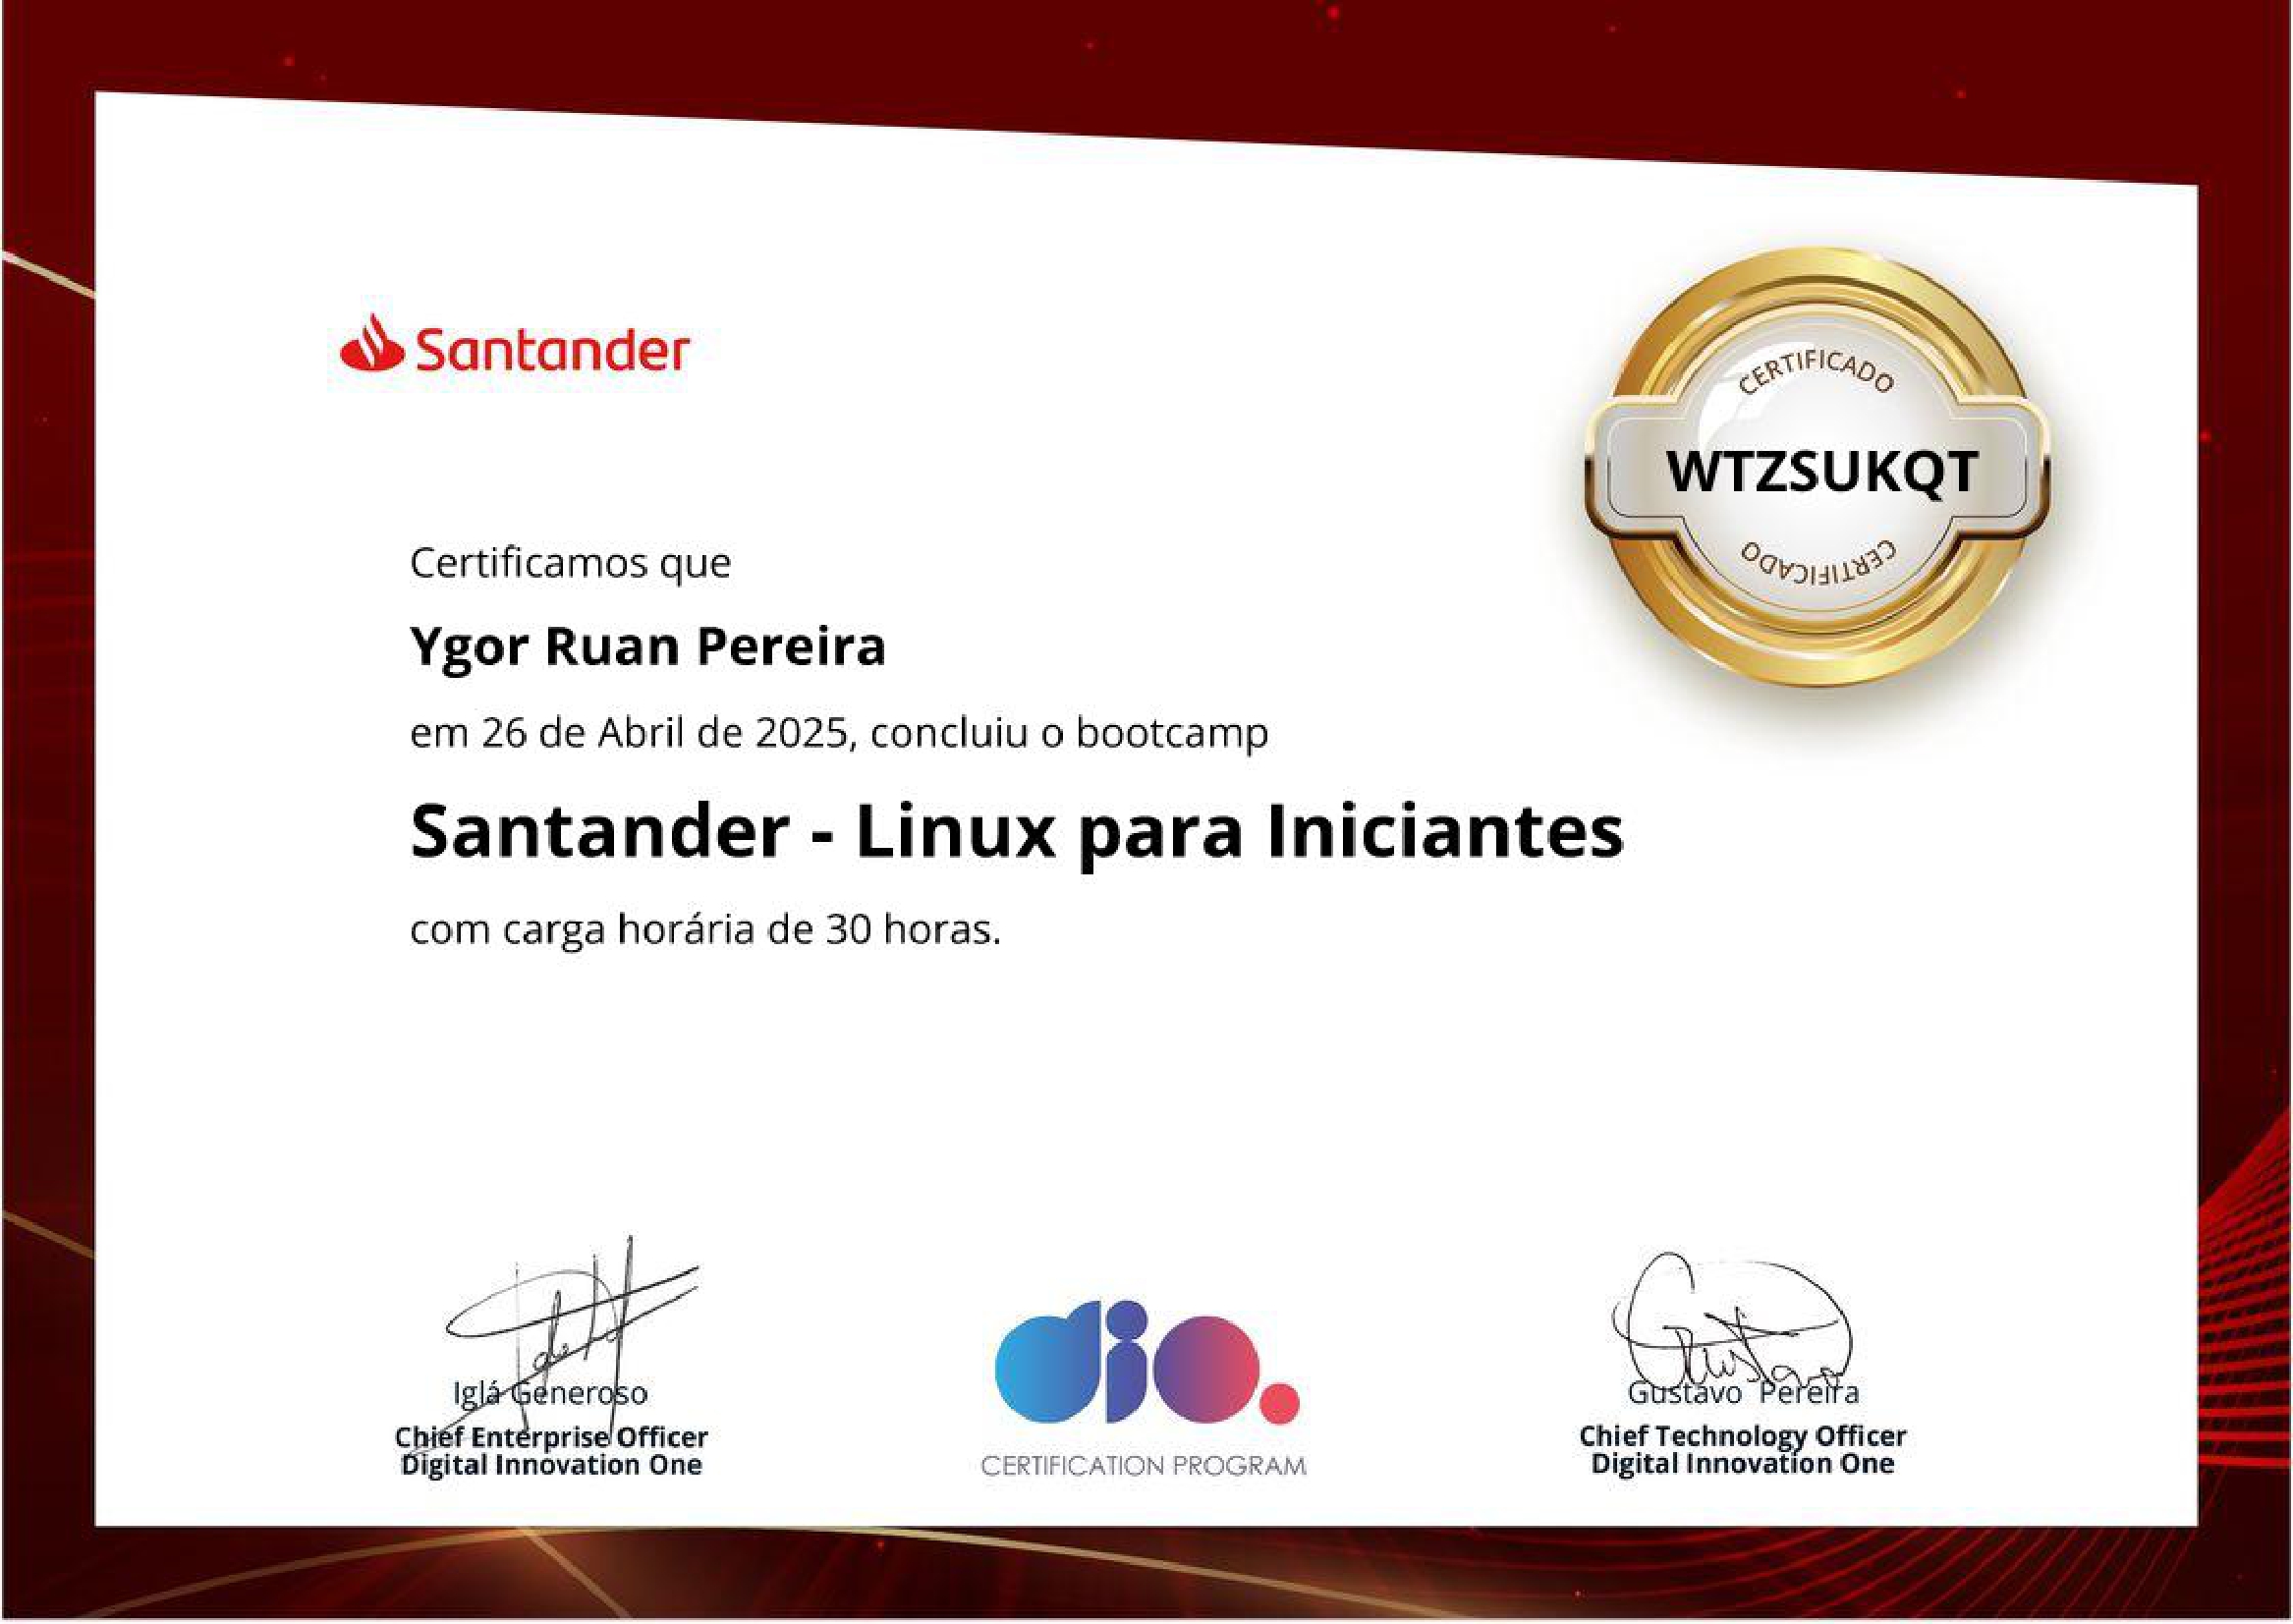 Santander
CERTIFICADO
WTZSUKQT
CERTIFICADO
Certificamos que
Ygor Ruan Pereira
em 26 de Abril de 2025, concluiu o bootcamp
Santander - Linux para Iniciantes
com carga horária de 30 horas.
Iglá Generoso
Chief Enterprise Officer
Digital Innovation One
dio.
CERTIFICATION PROGRAM
Gustavo Pereira
Chief Technology Officer
Digital Innovation One